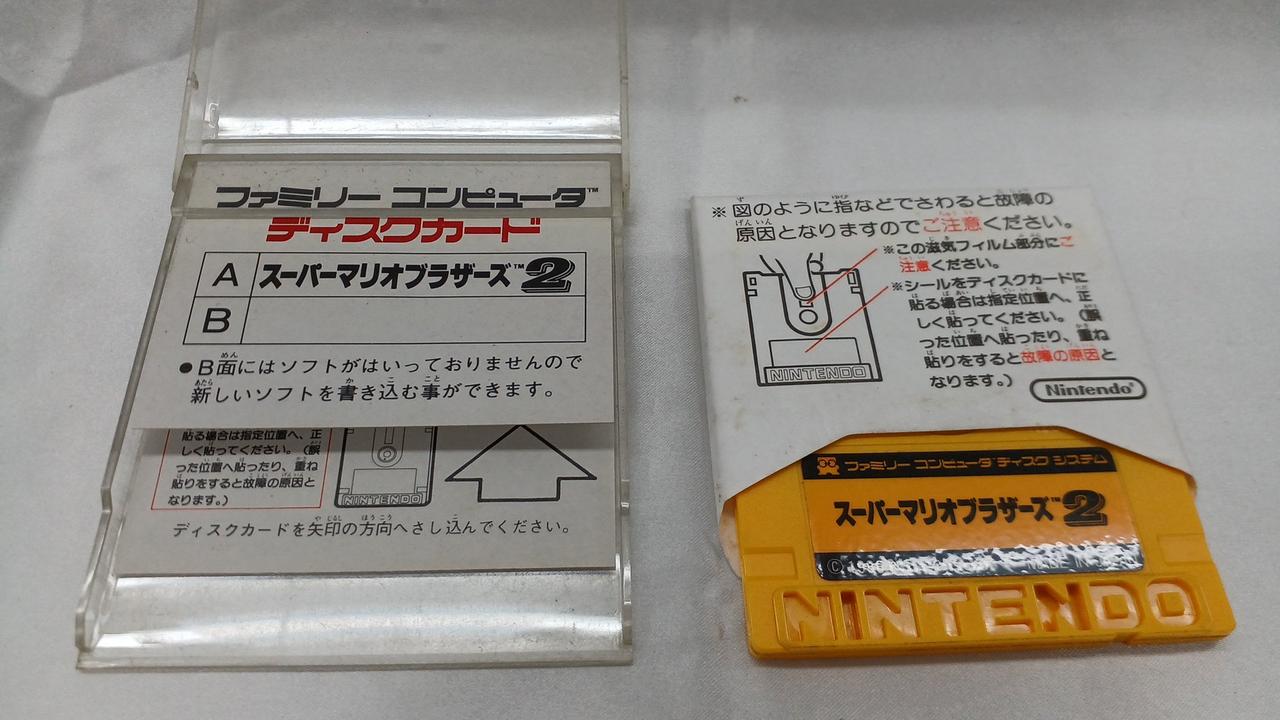 ファミリー コンピュータ™
ディスクカード
A スーパーマリオブラザーズ™2
B
●B面にはソフトがはいっておりませんので
新しいソフトを書き込む事ができます。
貼る場合は指定位置へ、正
しく貼ってください。(誤
った位置へ貼ったり、重ね
貼りをすると故障の原因と
なります。)
NINTENDO
ディスクカードを矢印の方向へさし込んでください。
※図のように指などでさわると故障の
原因となりますのでご注意ください。
※この磁気フィルム部分にご
注意ください。
※シールをディスクカードに
貼る場合は指定位置へ、正
しく貼ってください。(誤
った位置へ貼ったり、重ね
貼りをすると故障の原因と
なります。)
NINTENDO
Nintendo®
ファミリー コンピュータ ディスク システム
スーパーマリオブラザーズ™2
© 1986
NINTENDO